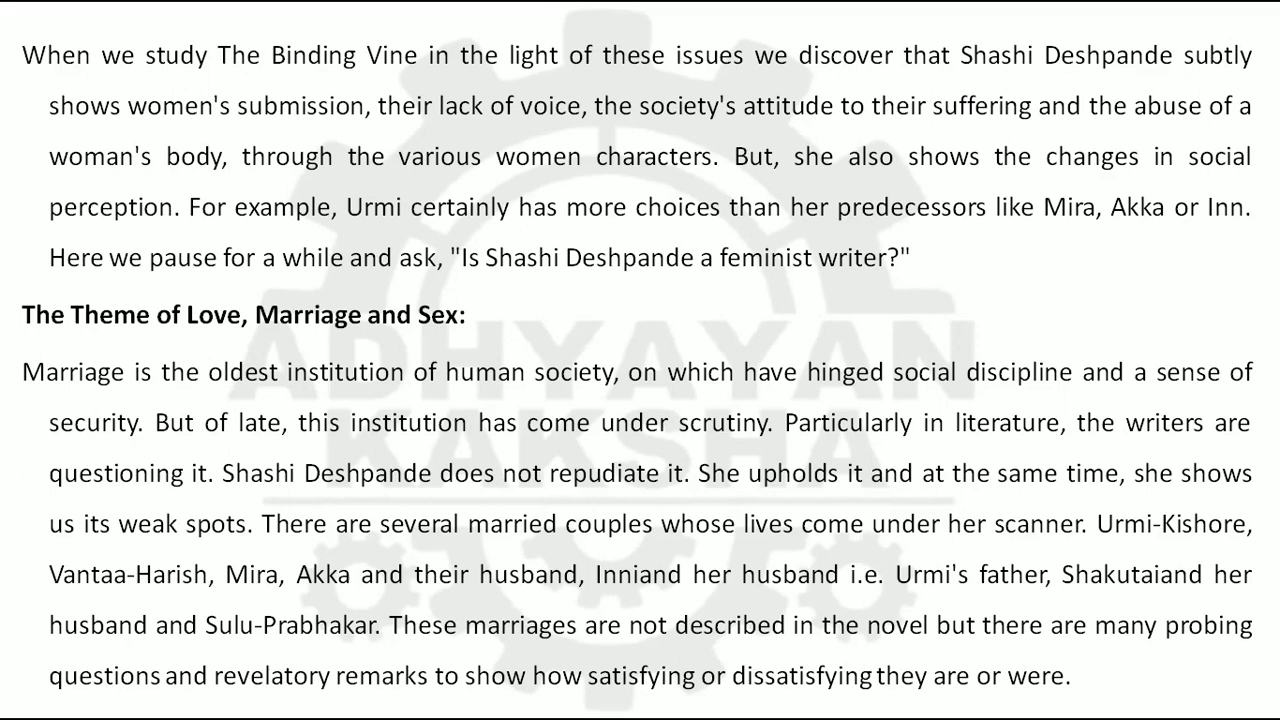 When we study The Binding Vine in the light of these issues we discover that Shashi Deshpande subtly
shows women's submission, their lack of voice, the society's attitude to their suffering and the abuse of a
woman's body, through the various women characters. But, she also shows the changes in social
perception. For example, Urmi certainly has more choices than her predecessors like Mira, Akka or Inn.
Here we pause for a while and ask, "Is Shashi Deshpande a feminist writer?"
The Theme of Love, Marriage and Sex:
Marriage is the oldest institution of human society, on which have hinged social discipline and a sense of
security. But of late, this institution has come under scrutiny. Particularly in literature, the writers are
questioning it. Shashi Deshpande does not repudiate it. She upholds it and at the same time, she shows
us its weak spots. There are several married couples whose lives come under her scanner. Urmi-Kishore,
Vantaa-Harish, Mira, Akka and their husband, Inniand her husband i.e. Urmi's father, Shakutaiand her
husband and Sulu-Prabhakar. These marriages are not described in the novel but there are many probing
questions and revelatory remarks to show how satisfying or dissatisfying they are or were.
ADHYAYAN
KAKSHA